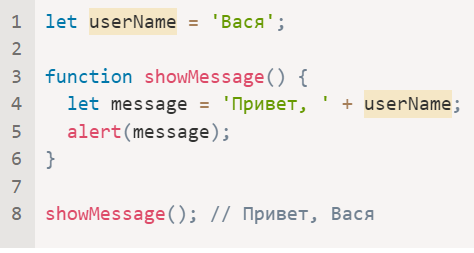 1 let userName = 'Вася';
2
3 function showMessage() {
4   let message = 'Привет, ' + userName;
5   alert(message);
6 }
7
8 showMessage(); // Привет, Вася